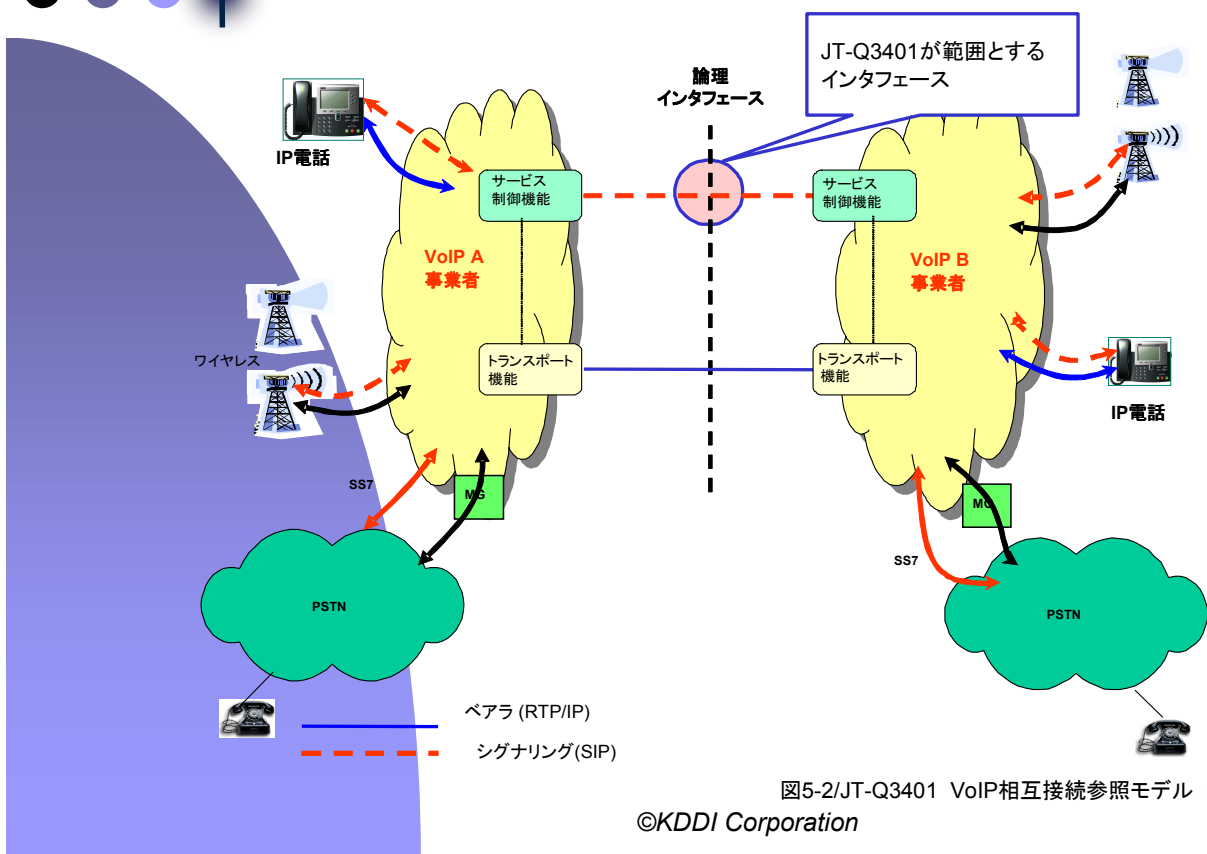 JT-Q3401が範囲とする
インタフェース
論理
インタフェース
IP電話
サービス
制御機能
サービス
制御機能
VoIP A
事業者
VoIP B
事業者
ワイヤレス
トランスポート
機能
トランスポート
機能
IP電話
SS7
MG
MG
SS7
PSTN
PSTN
ベアラ (RTP/IP)
シグナリング(SIP)
図5-2/JT-Q3401 VoIP相互接続参照モデル
©KDDI Corporation